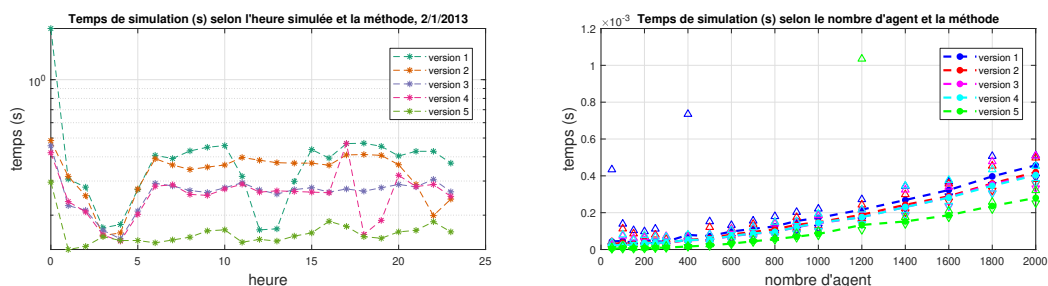 Temps de simulation (s) selon l'heure simulée et la méthode, 2/1/2013
10⁰
temps (s)
0
5
10
15
20
25
heure
version 1
version 2
version 3
version 4
version 5
Temps de simulation (s) selon le nombre d'agent et la méthode
×10⁻³
1.2
1
0.8
0.6
0.4
0.2
0
temps (s)
200
400
600
800
1000
1200
1400
1600
1800
2000
nombre d'agent
version 1
version 2
version 3
version 4
version 5